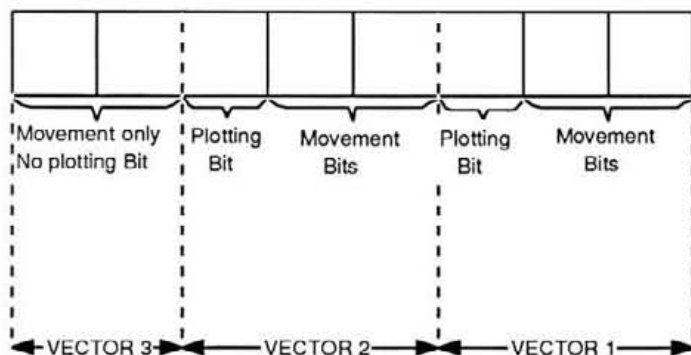 Movement only
No plotting Bit
Plotting
Bit
Movement
Bits
Plotting
Bit
Movement
Bits
VECTOR 3
VECTOR 2
VECTOR 1